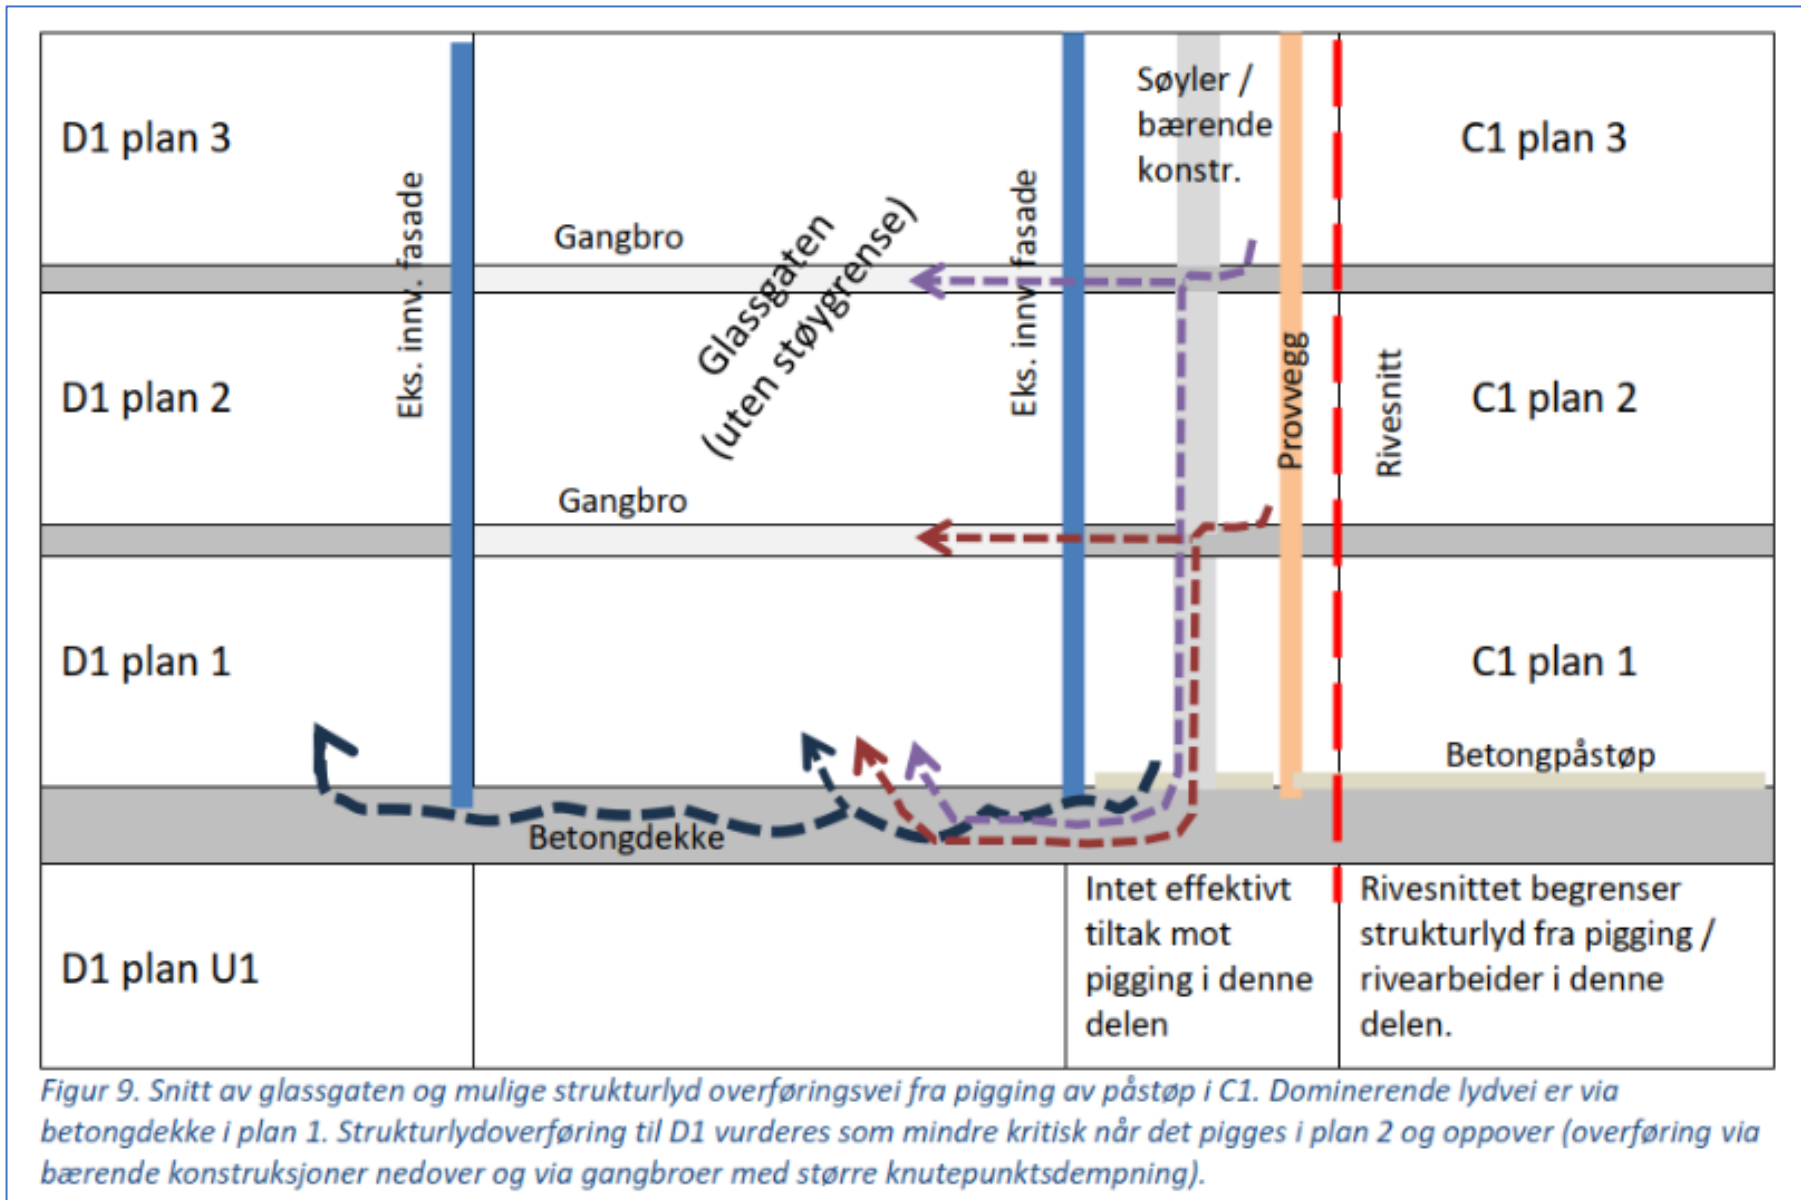 Søyler /
bærende
konstr.
D1 plan 3
C1 plan 3
Eks. innv. fasade
Gangbro
Glassgaten
(uten støygrense)
Eks. innv fasade
D1 plan 2
Provvegg
Rivesnitt
C1 plan 2
Gangbro
D1 plan 1
C1 plan 1
Betongpåstøp
Betongdekke
D1 plan U1
Intet effektivt
tiltak mot
pigging i denne
delen
Rivesnittet begrenser
strukturlyd fra pigging /
rivearbeider i denne
delen.
Figur 9. Snitt av glassgaten og mulige strukturlyd overføringsvei fra pigging av påstøp i C1. Dominerende lydvei er via
betongdekke i plan 1. Strukturlydoverføring til D1 vurderes som mindre kritisk når det pigges i plan 2 og oppover (overføring via
bærende konstruksjoner nedover og via gangbroer med større knutepunktsdempning).